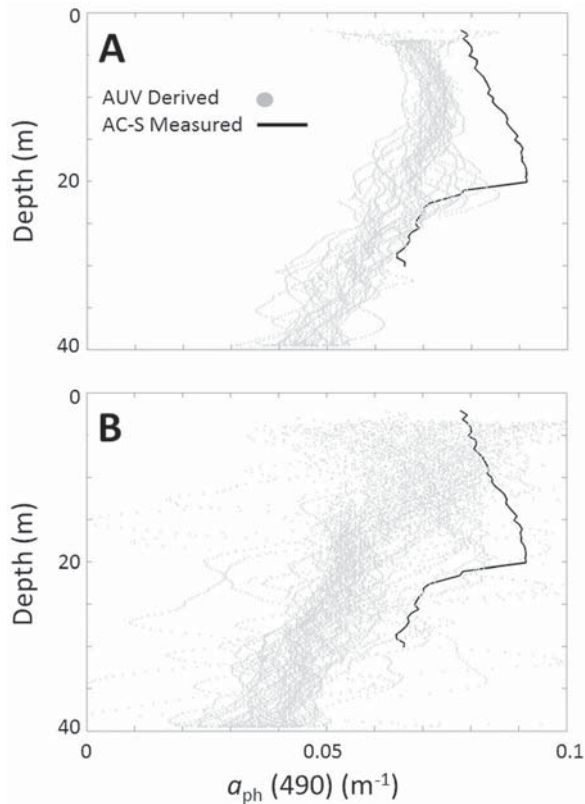 0
A
AUV Derived
AC-S Measured
Depth (m)
20
40
0
B
Depth (m)
20
40
0
0.05
0.1
aph (490) (m-1)